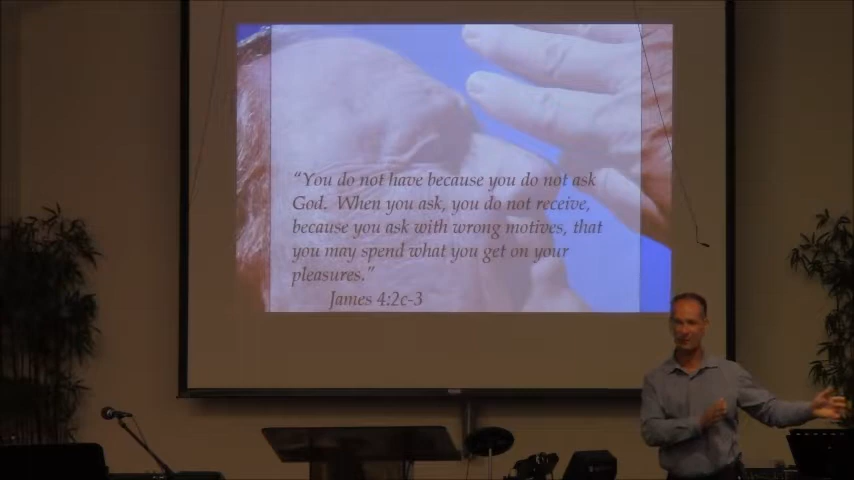 “You do not have because you do not ask
God.  When you ask, you do not receive,
because you ask with wrong motives, that
you may spend what you get on your
pleasures.”
James 4:2c-3